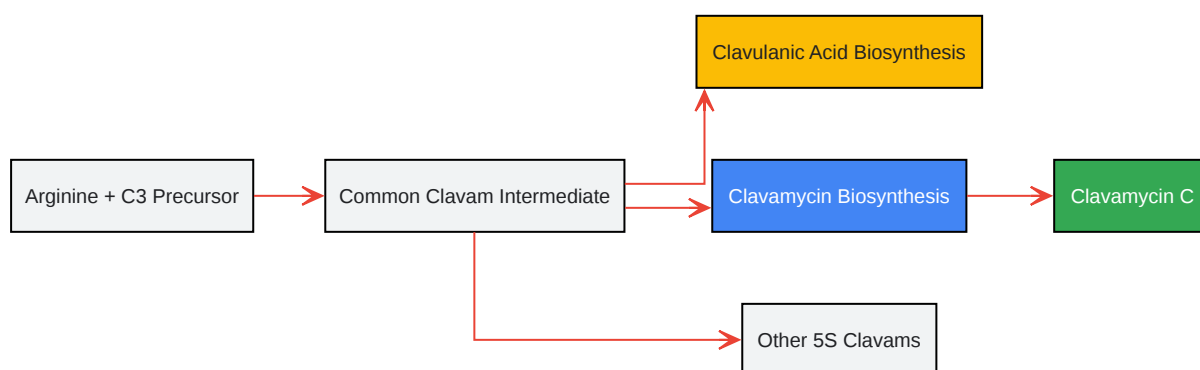 Clavulanic Acid Biosynthesis
Arginine + C3 Precursor
Common Clavam Intermediate
Clavamycin Biosynthesis
Clavamycin C
Other 5S Clavams